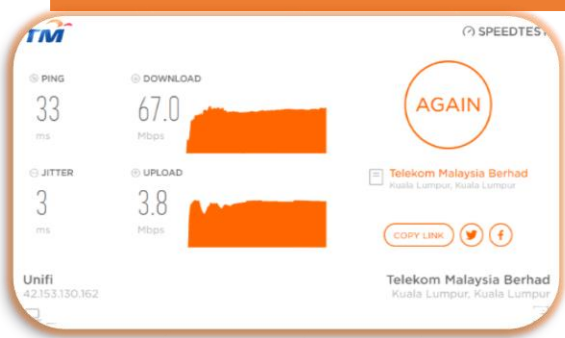 TM
SPEEDTEST
PING
33
ms
DOWNLOAD
67.0
Mbps
JITTER
3
ms
UPLOAD
3.8
Mbps
AGAIN
Telekom Malaysia Berhad
Kuala Lumpur, Kuala Lumpur
COPY LINK
Unifi
42.153.130.162
Telekom Malaysia Berhad
Kuala Lumpur, Kuala Lumpur